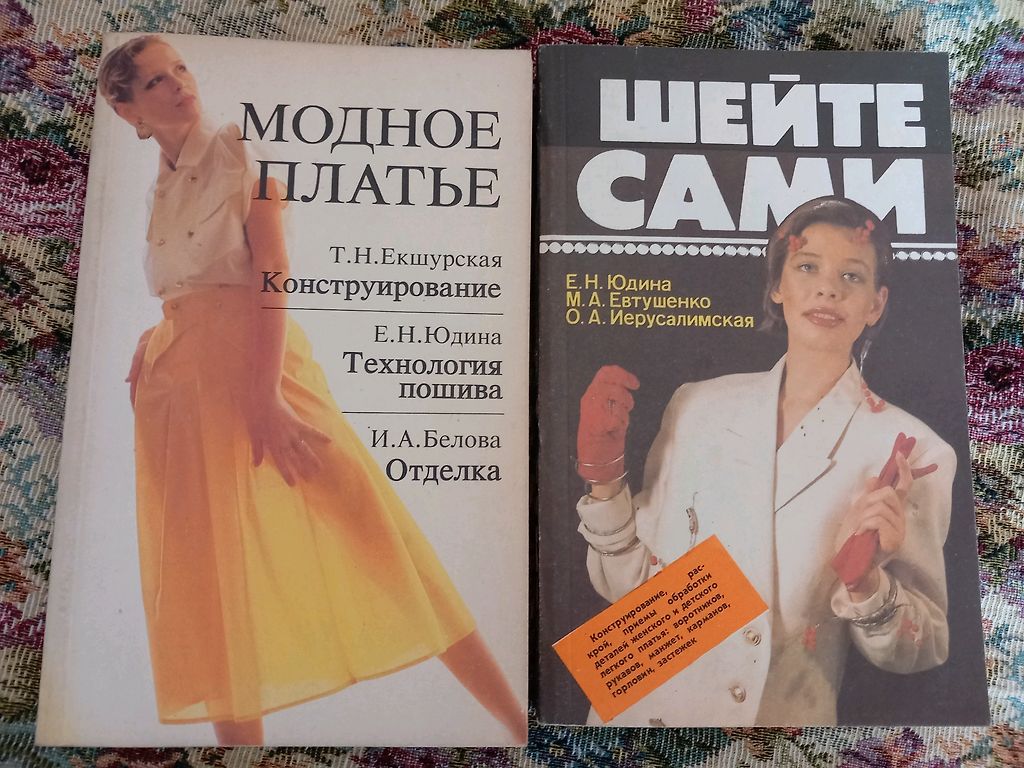 МОДНОЕ
ПЛАТЬЕ
Т.Н.Екшурская
Конструирование
Е.Н.Юдина
Технология
пошива
И.А.Белова
Отделка
ШЕЙТЕ
САМИ
Е.Н.Юдина
М.А.Евтушенко
О.А.Иерусалимская
Конструирование, рас-
крой, приемы обработки
деталей женского и детского
легкого платья: воротников,
рукавов, манжет, карманов,
горловин, застежек